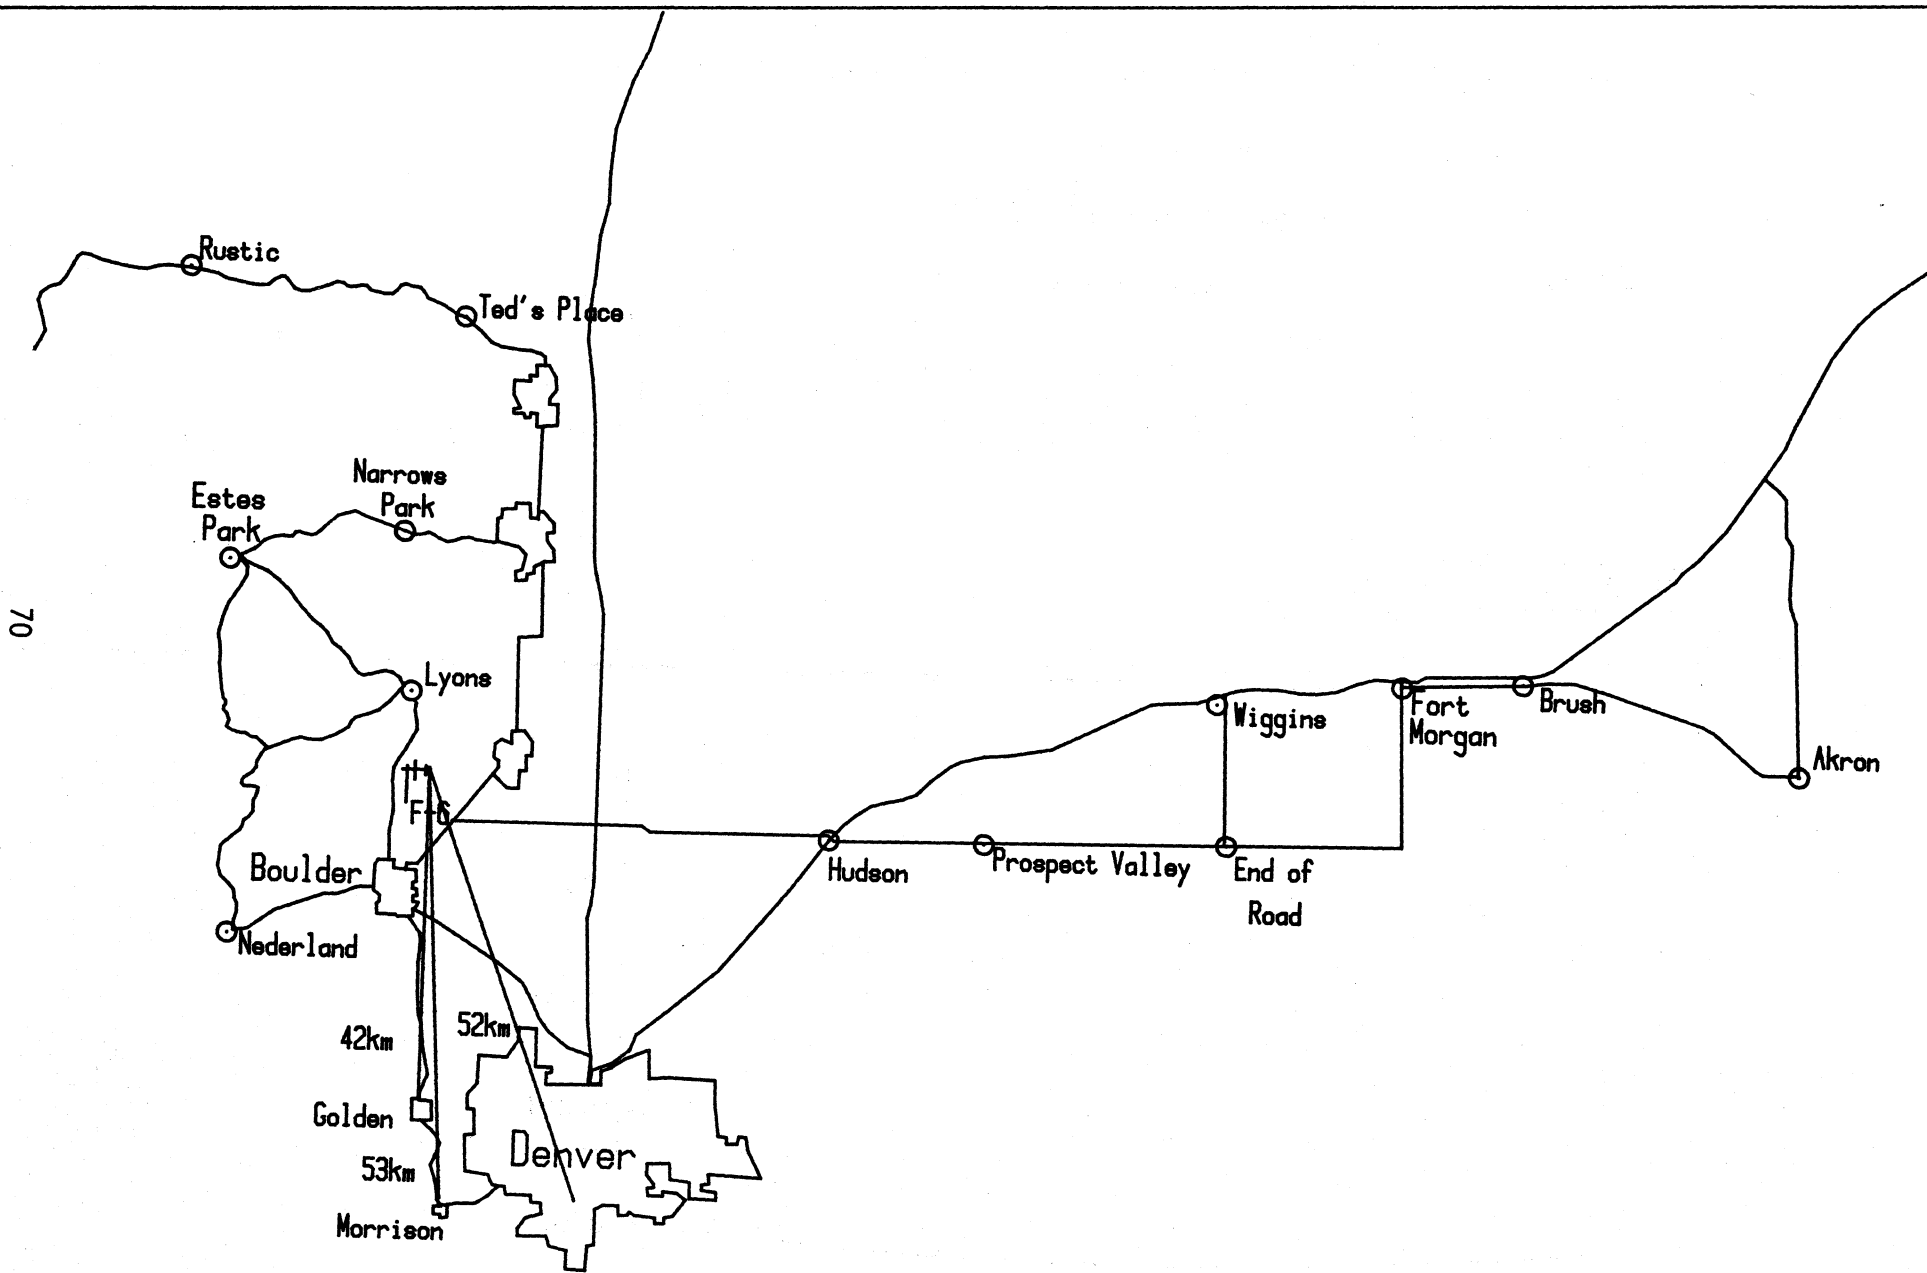 Rustic
Ted's Place
Narrows
Park
Estes
Park
70
Lyons
Wiggins
Fort
Morgan
Brush
Akron
F-6
Boulder
Hudson
Prospect Valley
End of
Road
Nederland
42km
52km
Golden
Denver
53km
Morrison